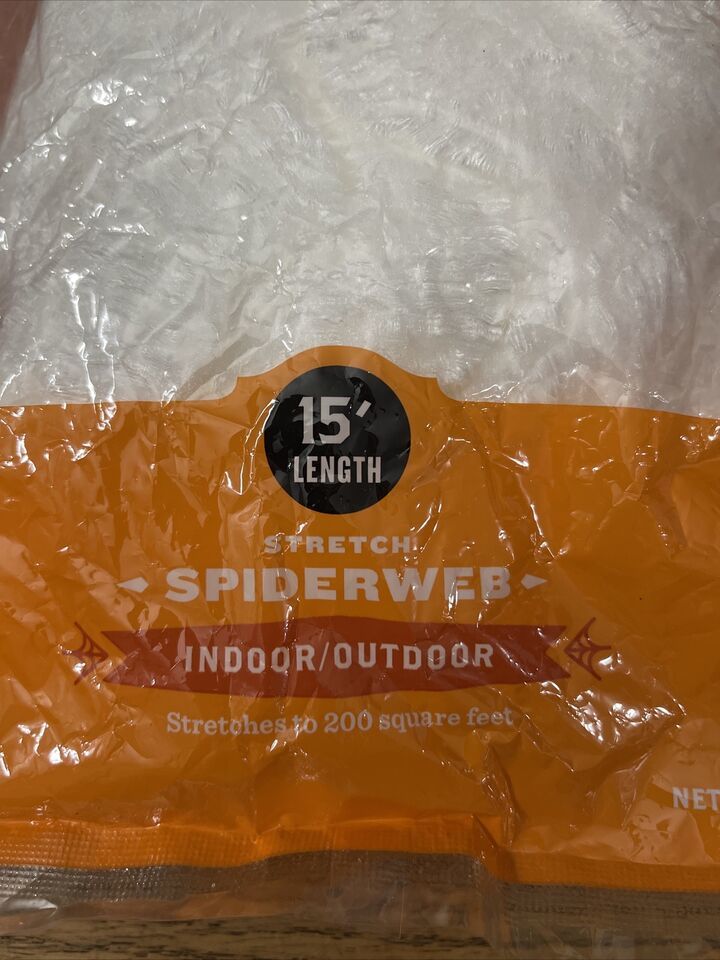 15'
LENGTH
STRETCH
SPIDERWEB
INDOOR/OUTDOOR
Stretches to 200 square feet
NET